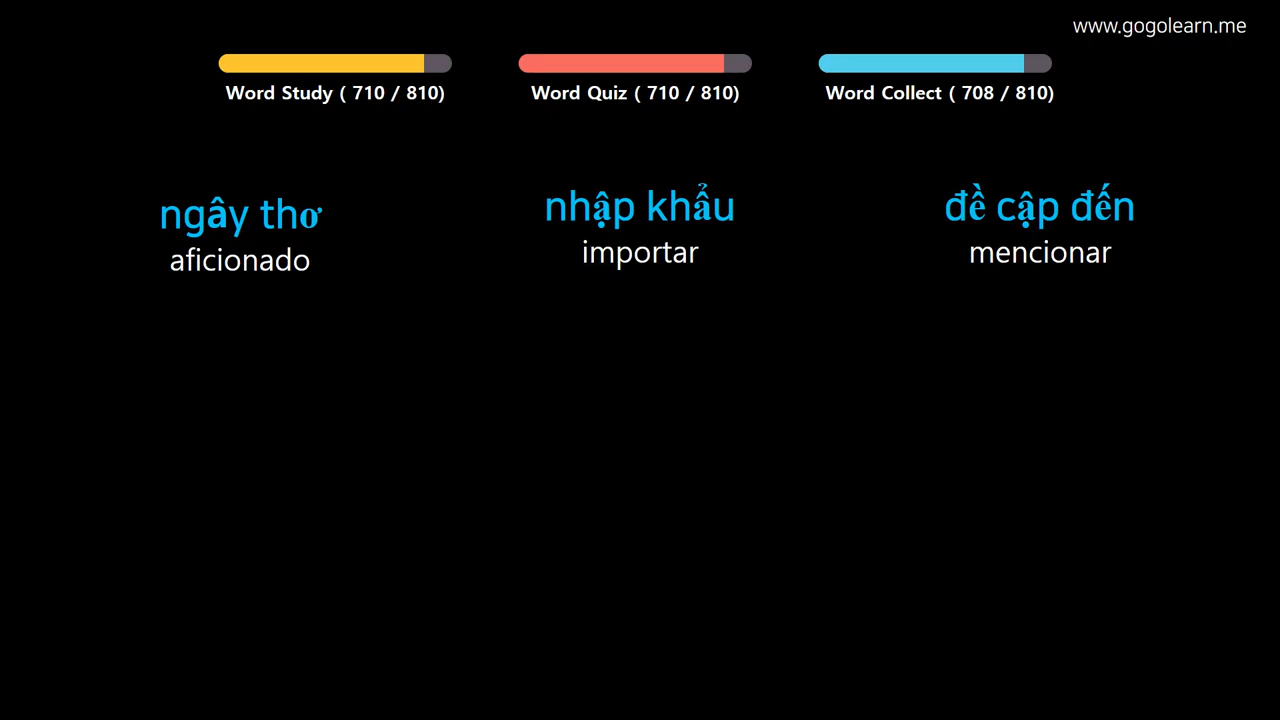 www.gogolearn.me
Word Study ( 710 / 810)
Word Quiz ( 710 / 810)
Word Collect ( 708 / 810)
ngây thơ
aficionado
nhập khẩu
importar
đề cập đến
mencionar